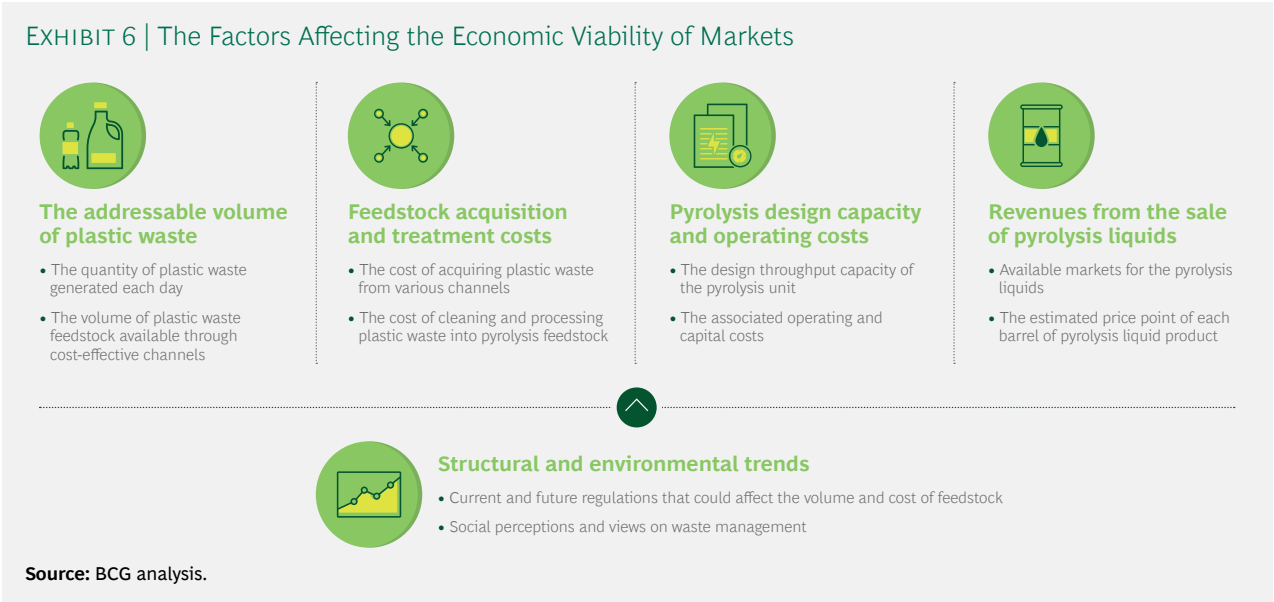 EXHIBIT 6 | The Factors Affecting the Economic Viability of Markets
The addressable volume
of plastic waste
• The quantity of plastic waste
generated each day
• The volume of plastic waste
feedstock available through
cost-effective channels
Feedstock acquisition
and treatment costs
• The cost of acquiring plastic waste
from various channels
• The cost of cleaning and processing
plastic waste into pyrolysis feedstock
Pyrolysis design capacity
and operating costs
• The design throughput capacity of
the pyrolysis unit
• The associated operating and
capital costs
Revenues from the sale
of pyrolysis liquids
• Available markets for the pyrolysis
liquids
• The estimated price point of each
barrel of pyrolysis liquid product
Structural and environmental trends
• Current and future regulations that could affect the volume and cost of feedstock
• Social perceptions and views on waste management
Source: BCG analysis.